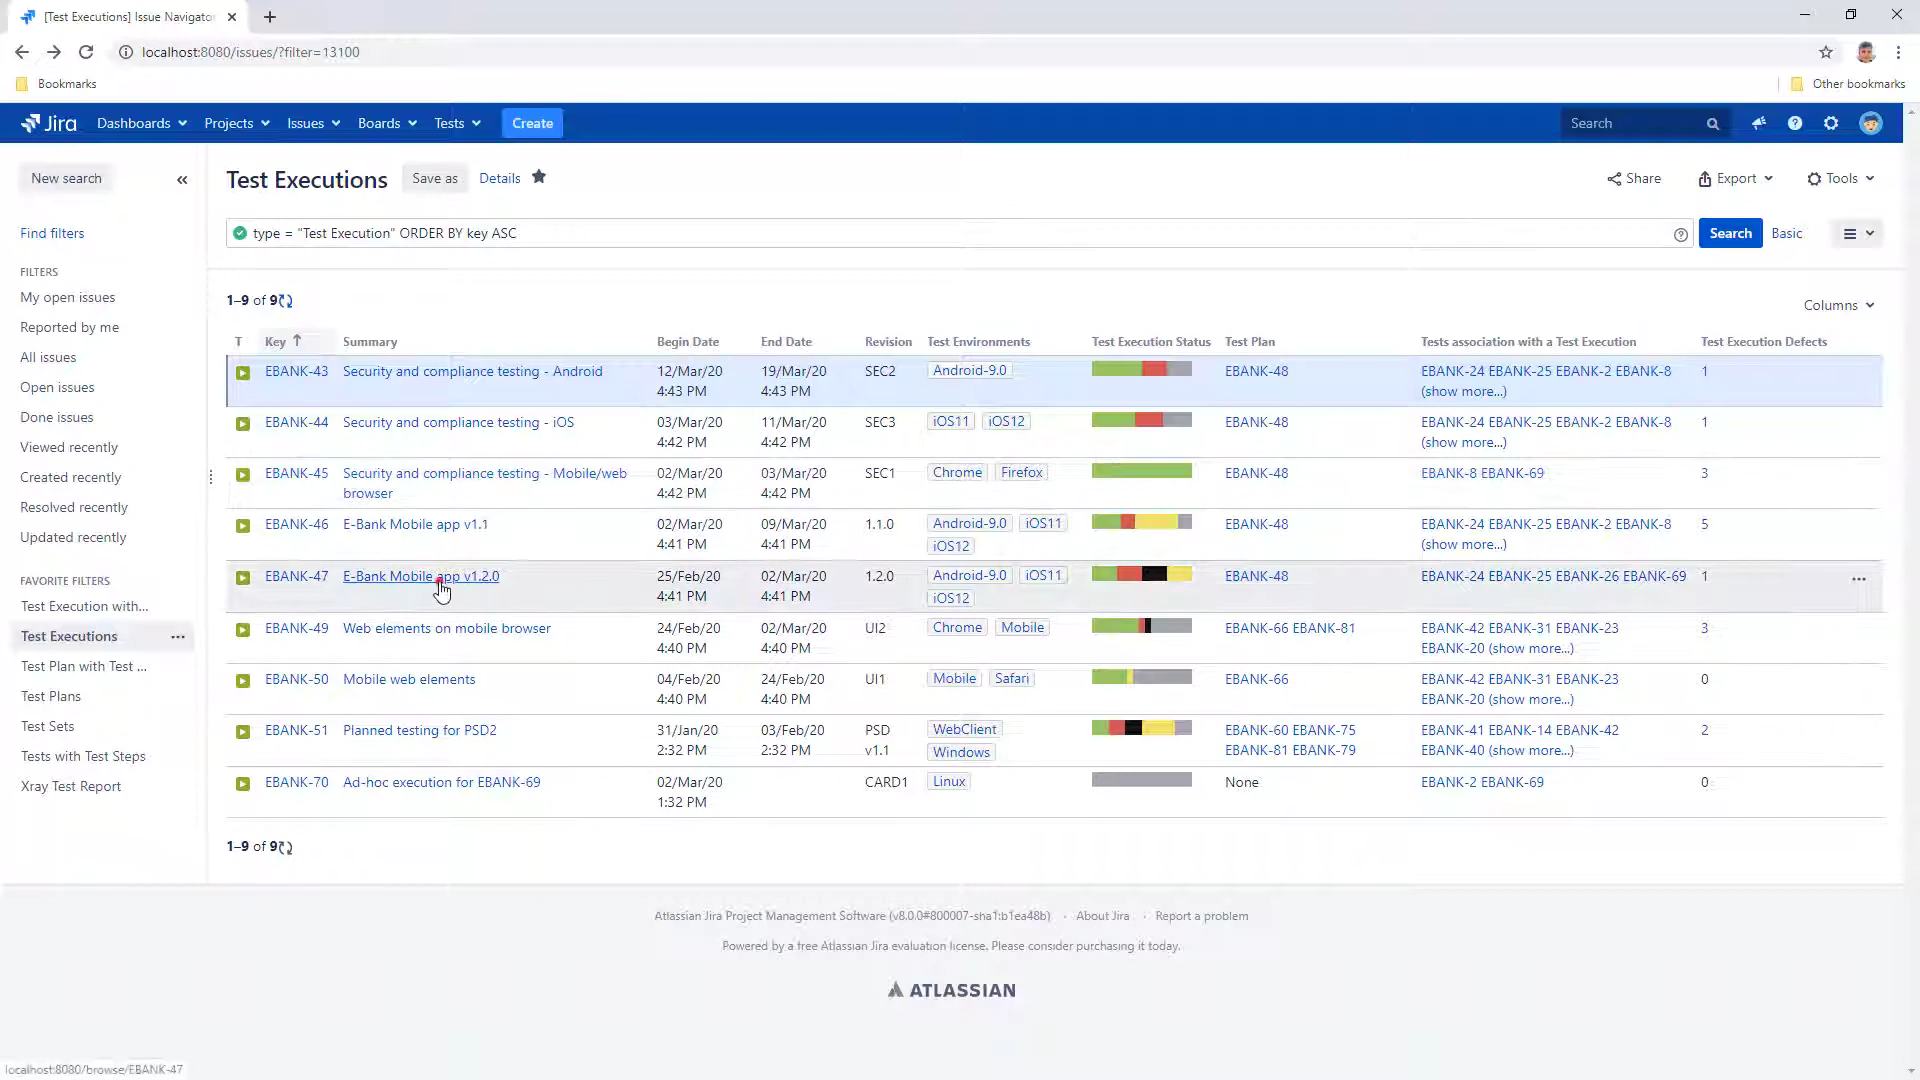 [Test Executions] Issue Navigator
localhost:8080/issues/?filter=13100
Bookmarks
Other bookmarks
Jira Dashboards Projects Issues Boards Tests Create Search
New search
Find filters
FILTERS
My open issues
Reported by me
All issues
Open issues
Done issues
Viewed recently
Created recently
Resolved recently
Updated recently
FAVORITE FILTERS
Test Execution with...
Test Executions
Test Plan with Test ...
Test Plans
Test Sets
Tests with Test Steps
Xray Test Report
Test Executions Save as Details
Share Export Tools
type = "Test Execution" ORDER BY key ASC
Search Basic
1–9 of 9
Columns
T Key Summary Begin Date End Date Revision Test Environments Test Execution Status Test Plan Tests association with a Test Execution Test Execution Defects
EBANK-43 Security and compliance testing - Android 12/Mar/20 19/Mar/20 SEC2 Android-9.0 EBANK-48 EBANK-24 EBANK-25 EBANK-2 EBANK-8 1
4:43 PM 4:43 PM (show more...)
EBANK-44 Security and compliance testing - iOS 03/Mar/20 11/Mar/20 SEC3 iOS11 iOS12 EBANK-48 EBANK-24 EBANK-25 EBANK-2 EBANK-8 1
4:42 PM 4:42 PM (show more...)
EBANK-45 Security and compliance testing - Mobile/web 02/Mar/20 03/Mar/20 SEC1 Chrome Firefox EBANK-48 EBANK-8 EBANK-69 3
browser 4:42 PM 4:42 PM
EBANK-46 E-Bank Mobile app v1.1 02/Mar/20 09/Mar/20 1.1.0 Android-9.0 iOS11 EBANK-48 EBANK-24 EBANK-25 EBANK-2 EBANK-8 5
4:41 PM 4:41 PM iOS12 (show more...)
EBANK-47 E-Bank Mobile app v1.2.0 25/Feb/20 02/Mar/20 1.2.0 Android-9.0 iOS11 EBANK-48 EBANK-24 EBANK-25 EBANK-26 EBANK-69 1
4:41 PM 4:41 PM iOS12
EBANK-49 Web elements on mobile browser 24/Feb/20 02/Mar/20 UI2 Chrome Mobile EBANK-66 EBANK-81 EBANK-42 EBANK-31 EBANK-23 3
4:40 PM 4:40 PM EBANK-20 (show more...)
EBANK-50 Mobile web elements 04/Feb/20 24/Feb/20 UI1 Mobile Safari EBANK-66 EBANK-42 EBANK-31 EBANK-23 0
4:40 PM 4:40 PM EBANK-20 (show more...)
EBANK-51 Planned testing for PSD2 31/Jan/20 03/Feb/20 PSD WebClient EBANK-60 EBANK-75 EBANK-41 EBANK-14 EBANK-42 2
2:32 PM 2:32 PM v1.1 Windows EBANK-81 EBANK-79 EBANK-40 (show more...)
EBANK-70 Ad-hoc execution for EBANK-69 02/Mar/20 CARD1 Linux None EBANK-2 EBANK-69 0
1:32 PM
1–9 of 9
Atlassian Jira Project Management Software (v8.0.0#800007-sha1:b1ea48b) · About Jira · Report a problem
Powered by a free Atlassian Jira evaluation license. Please consider purchasing it today.
ATLASSIAN
localhost:8080/browse/EBANK-47